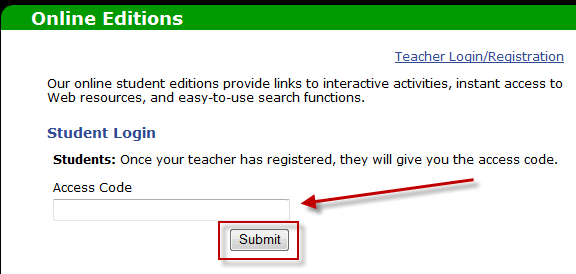 Online Editions
Teacher Login/Registration
Our online student editions provide links to interactive activities, instant access to
Web resources, and easy-to-use search functions.
Student Login
Students: Once your teacher has registered, they will give you the access code.
Access Code
Submit